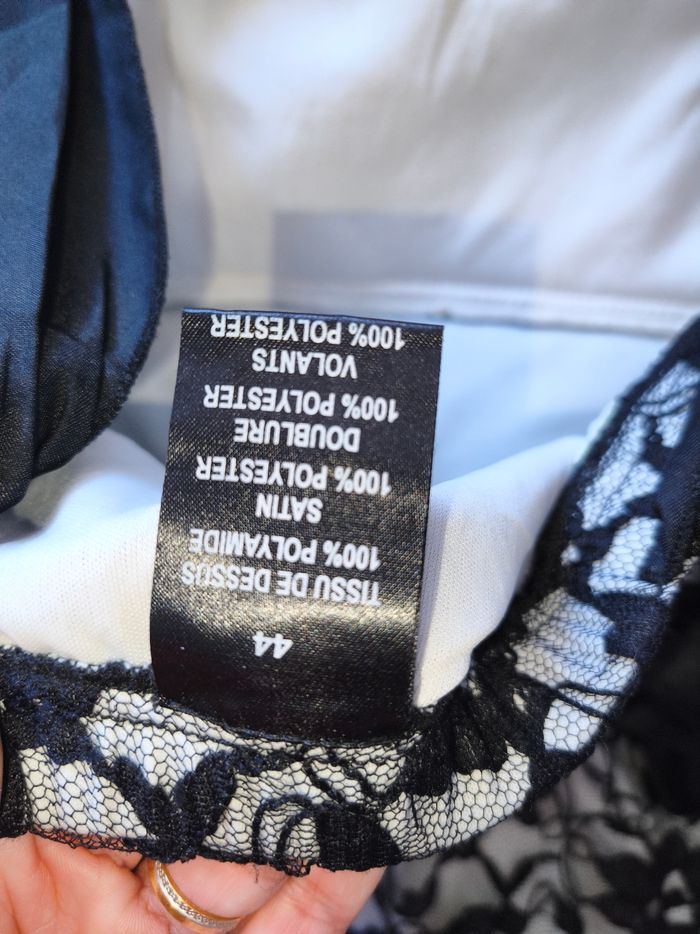 44
TISSU DE DESSUS
100% POLYAMIDE
SATIN
100% POLYESTER
DOUBLURE
100% POLYESTER
VOLANTS
100% POLYESTER